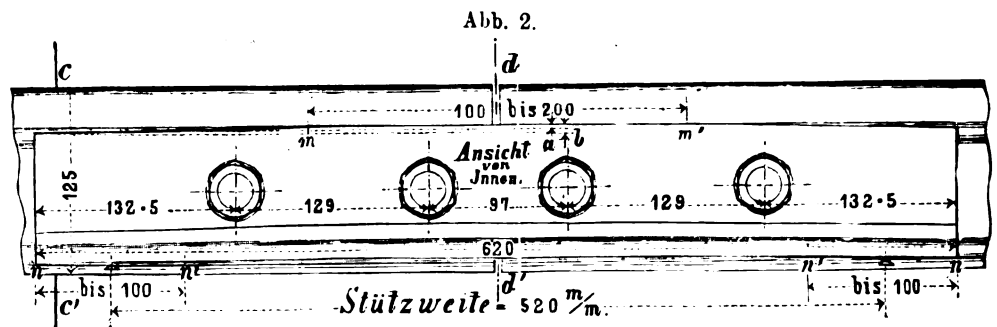 Abb. 2.
c d
100 bis 200
m a b m'
Ansicht
von
Innen.
125
132·5 129 97 129 132·5
620
n n' n' n
c' bis 100 d' bis 100
Stützweite = 520 m/m.